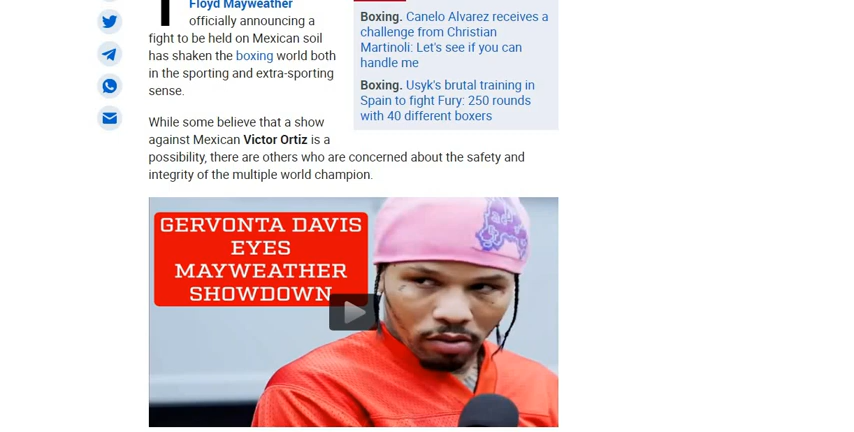 Floyd Mayweather
officially announcing a
fight to be held on Mexican soil
has shaken the boxing world both
in the sporting and extra-sporting
sense.
Boxing. Canelo Alvarez receives a
challenge from Christian
Martinoli: Let's see if you can
handle me
Boxing. Usyk's brutal training in
Spain to fight Fury: 250 rounds
with 40 different boxers
While some believe that a show
against Mexican Victor Ortiz is a
possibility, there are others who are concerned about the safety and
integrity of the multiple world champion.
GERVONTA DAVIS
EYES
MAYWEATHER
SHOWDOWN